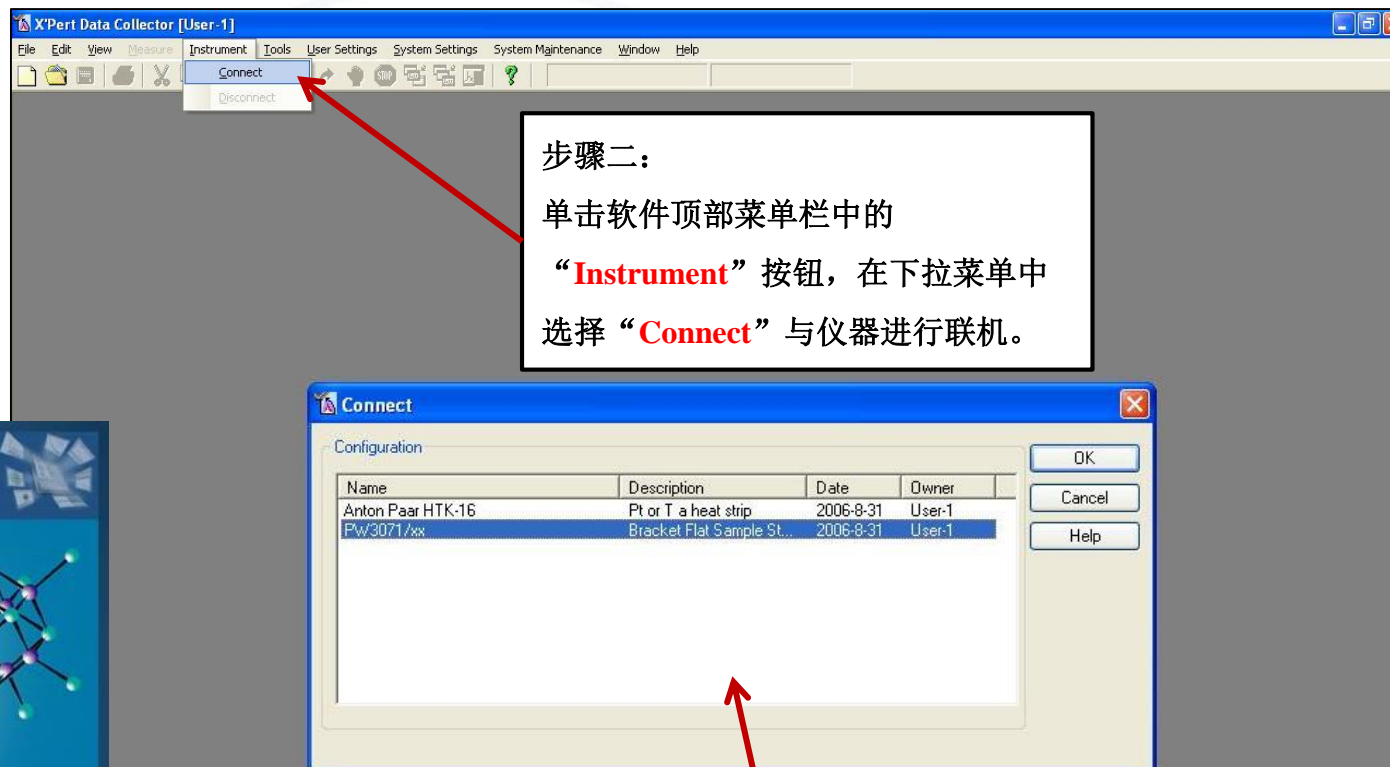 X'Pert Data Collector [User-1]
File Edit View Measure Instrument Tools User Settings System Settings System Maintenance Window Help
Connect
STOP
Disconnect
步骤二：
单击软件顶部菜单栏中的
“Instrument”按钮，在下拉菜单中
选择“Connect”与仪器进行联机。
Connect
Configuration
OK
Name Description Date Owner
Cancel
Anton Paar HTK-16 Pt or T a heat strip 2006-8-31 User-1
PW3071/xx Bracket Flat Sample St... 2006-8-31 User-1
Help